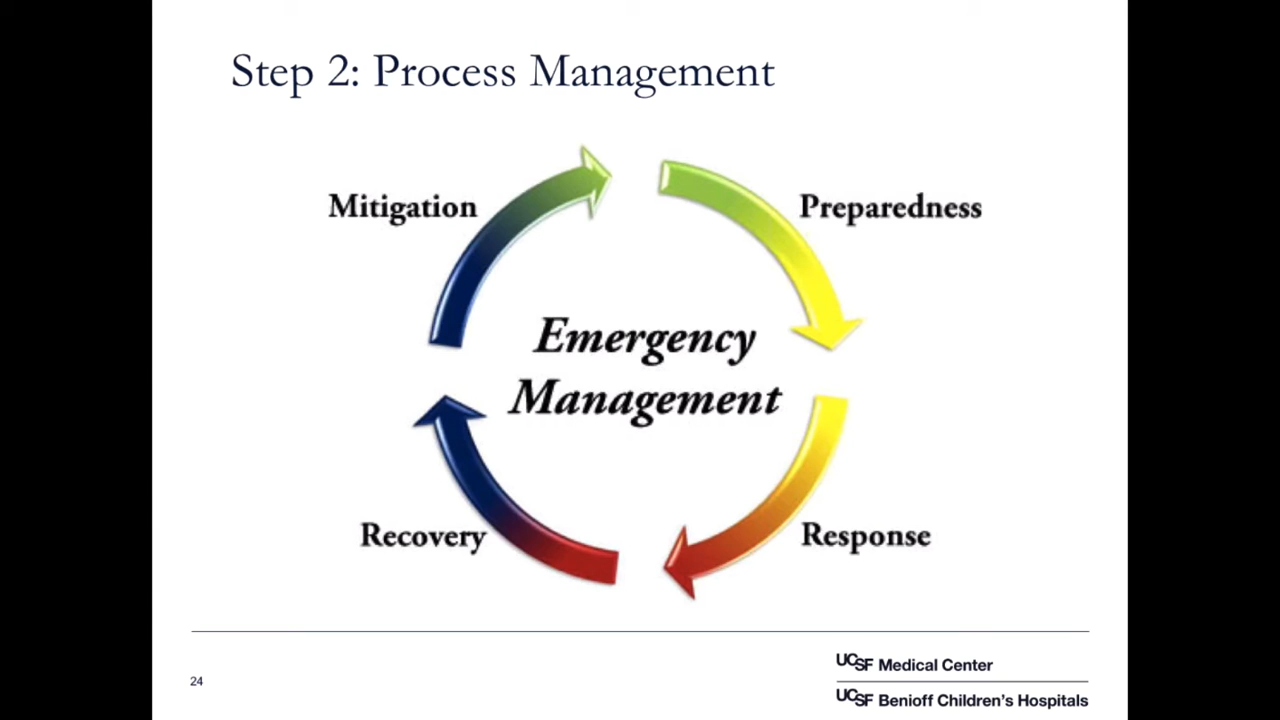 Step 2: Process Management
Mitigation
Preparedness
Emergency
Management
Recovery
Response
24
UCSF Medical Center
UCSF Benioff Children's Hospitals